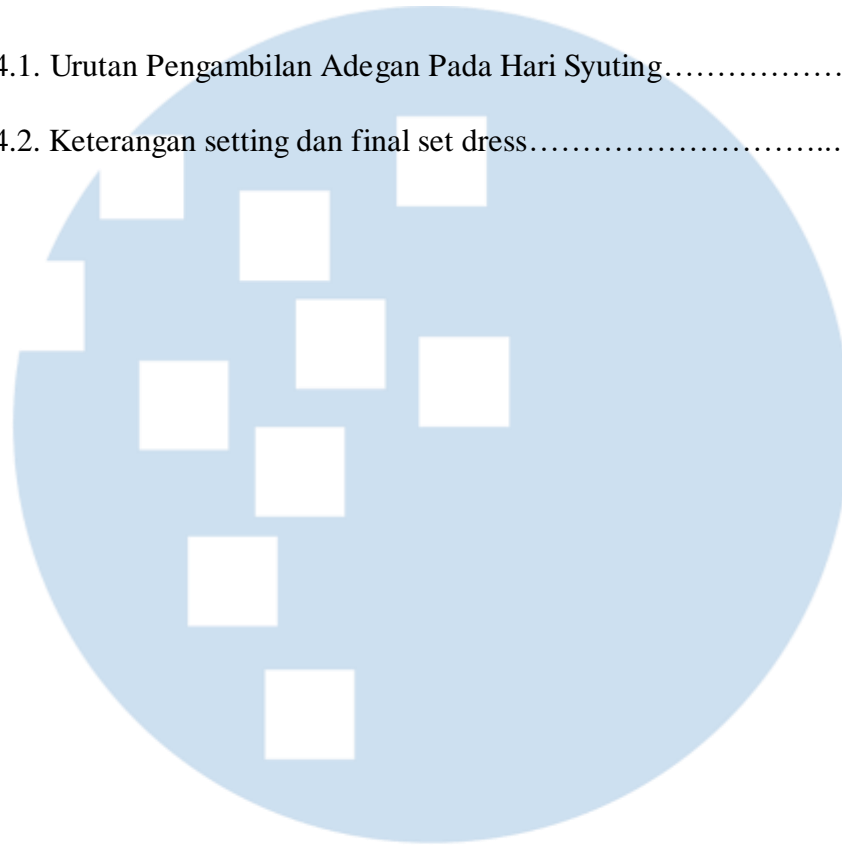 4.1. Urutan Pengambilan Adegan Pada Hari Syuting………………
4.2. Keterangan setting dan final set dress………………………...